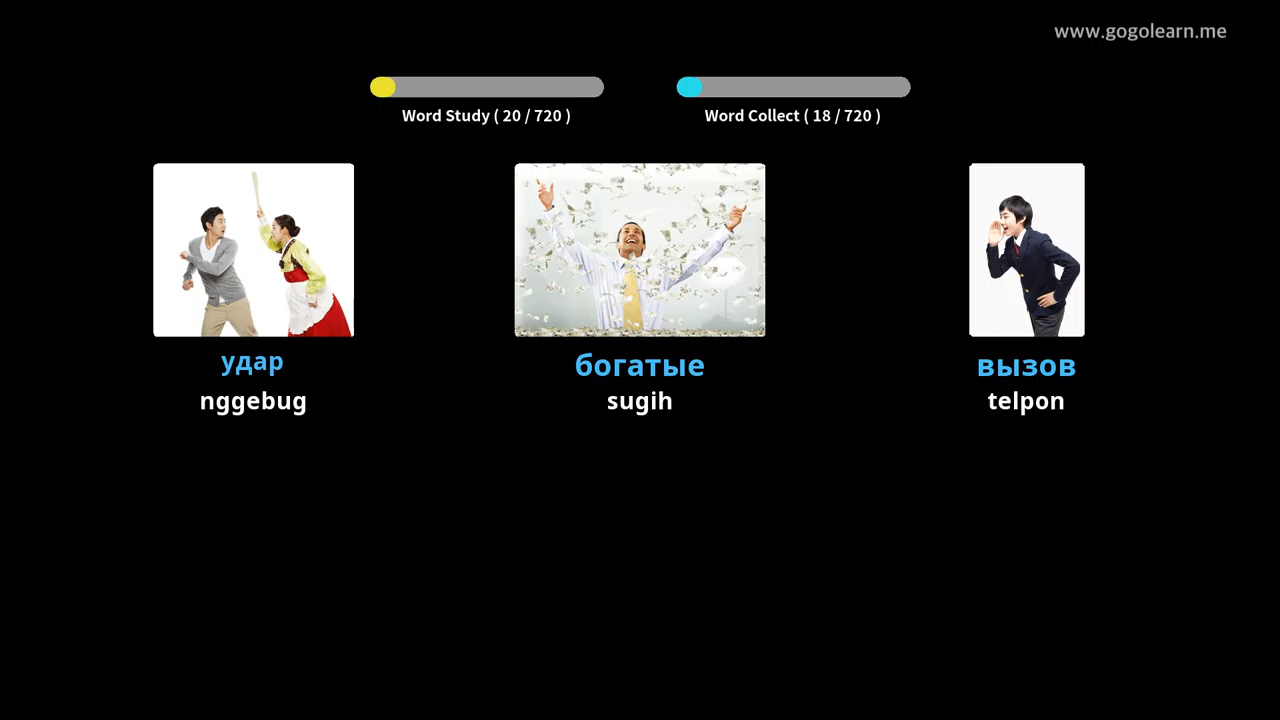 www.gogolearn.me
Word Study ( 20 / 720 )
Word Collect ( 18 / 720 )
удар
nggebug
богатые
sugih
вызов
telpon